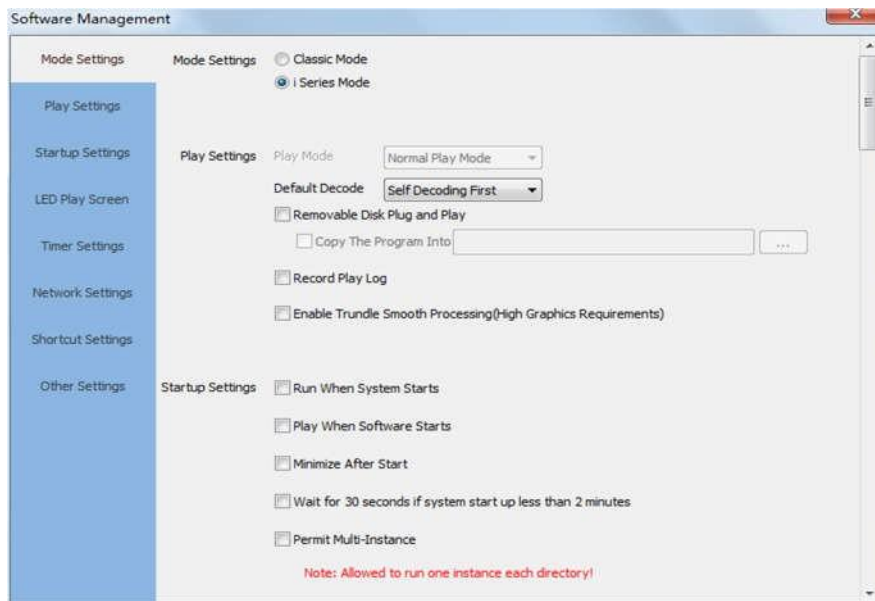 Software Management
Mode Settings
Play Settings
Startup Settings
LED Play Screen
Timer Settings
Network Settings
Shortcut Settings
Other Settings
Mode Settings
Classic Mode
i Series Mode
Play Settings
Play Mode Normal Play Mode
Default Decode Self Decoding First
Removable Disk Plug and Play
Copy The Program Into ...
Record Play Log
Enable Trundle Smooth Processing(High Graphics Requirements)
Startup Settings
Run When System Starts
Play When Software Starts
Minimize After Start
Wait for 30 seconds if system start up less than 2 minutes
Permit Multi-Instance
Note: Allowed to run one instance each directory!